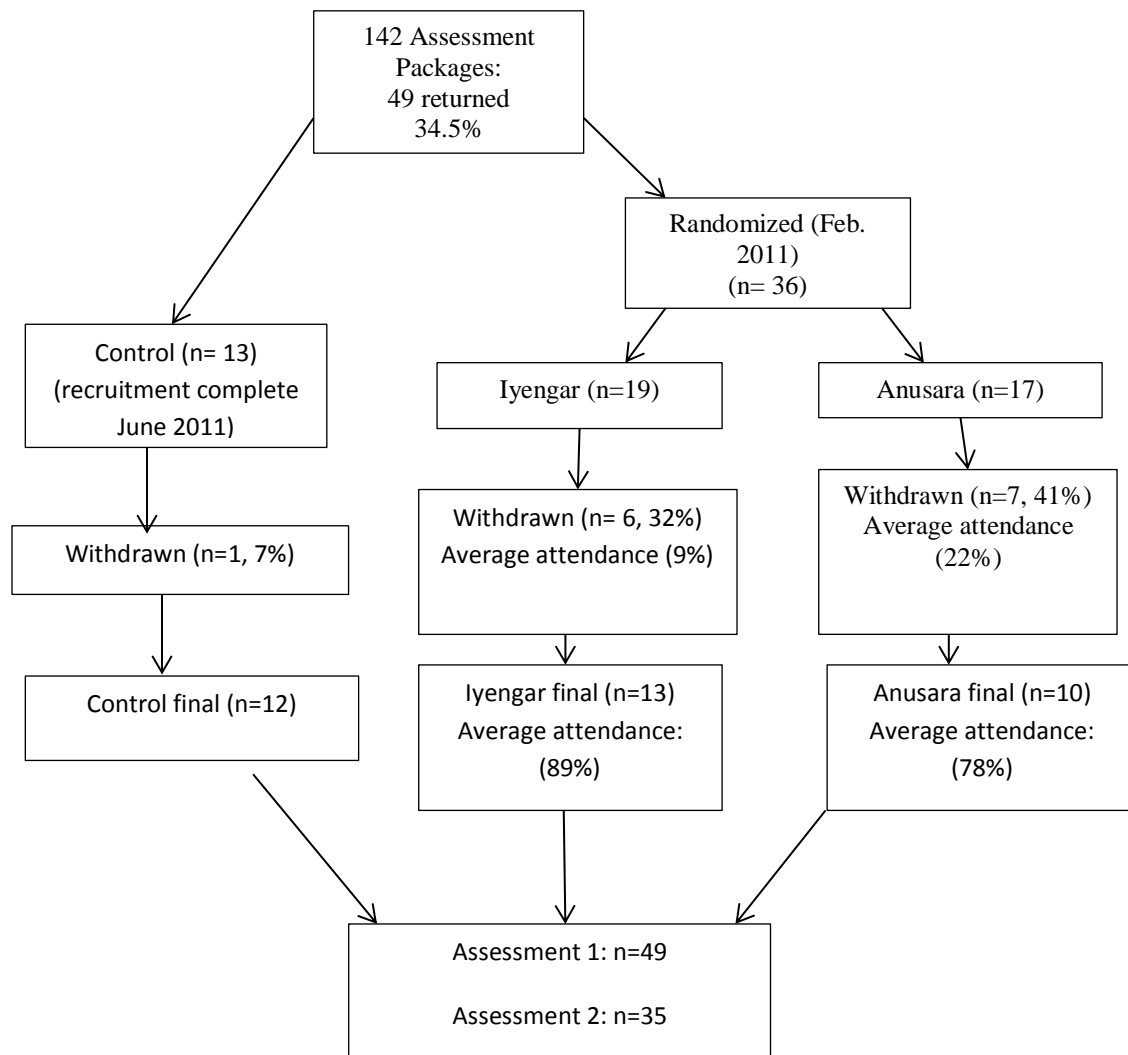 142 Assessment
Packages:
49 returned
34.5%
Randomized (Feb.
2011)
(n= 36)
Control (n= 13)
(recruitment complete
June 2011)
Iyengar (n=19)
Anusara (n=17)
Withdrawn (n=1, 7%)
Withdrawn (n= 6, 32%)
Average attendance (9%)
Withdrawn (n=7, 41%)
Average attendance
(22%)
Control final (n=12)
Iyengar final (n=13)
Average attendance:
(89%)
Anusara final (n=10)
Average attendance:
(78%)
Assessment 1: n=49
Assessment 2: n=35